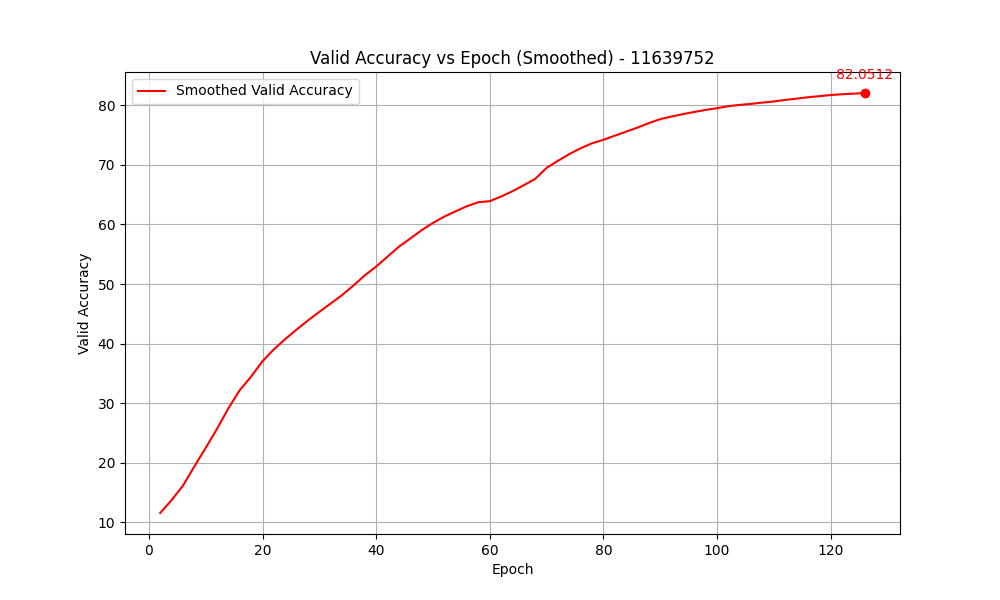 Valid Accuracy vs Epoch (Smoothed) - 11639752
82.0512
Smoothed Valid Accuracy
80
70
60
50
40
30
20
10
Valid Accuracy
0 20 40 60 80 100 120
Epoch